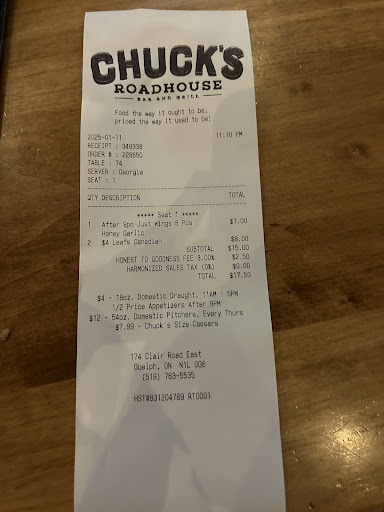 CHUCK'S
ROADHOUSE
BAR AND GRILL
Food the way it ought to be,
priced the way it used to be!
2025-01-11 11:10 PM
RECEIPT : 349338
ORDER # : 228650
TABLE : 74
SERVER : Georgia
SEAT : 1
QTY DESCRIPTION TOTAL
***** Seat 1 *****
1 After 8pm Just Wings 8 Pcs $7.00
Honey Garlic
2 $4 Leafs Canadian $8.00
SUBTOTAL $15.00
HONEST TO GOODNESS FEE 3.00% $2.50
HARMONIZED SALES TAX (0%) $0.00
TOTAL $17.50
$4 - 18oz. Domestic Draught, 11AM - 5PM
1/2 Price Appetizers After 9PM
$12 - 54oz. Domestic Pitchers, Every Thurs
$7.99 - Chuck's Size Caesars
174 Clair Road East
Guelph, ON N1L 0G6
(519) 763-5535
HST#831204789 RT0001